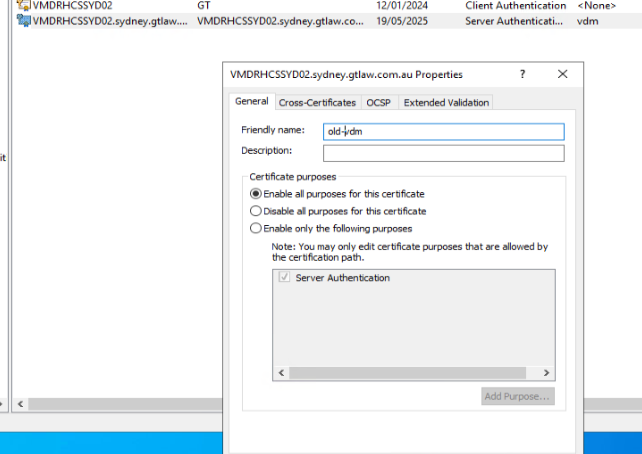 VMDRHCSSYD02 GT 12/01/2024 Client Authentication <None>
VMDRHCSSYD02.sydney.gtlaw.... VMDRHCSSYD02.sydney.gtlaw.co... 19/05/2025 Server Authenticati... vdm
VMDRHCSSYD02.sydney.gtlaw.com.au Properties
General Cross-Certificates OCSP Extended Validation
Friendly name: old-vdm
Description:
it
Certificate purposes
Enable all purposes for this certificate
Disable all purposes for this certificate
Enable only the following purposes
Note: You may only edit certificate purposes that are allowed by
the certification path.
Server Authentication
Add Purpose...